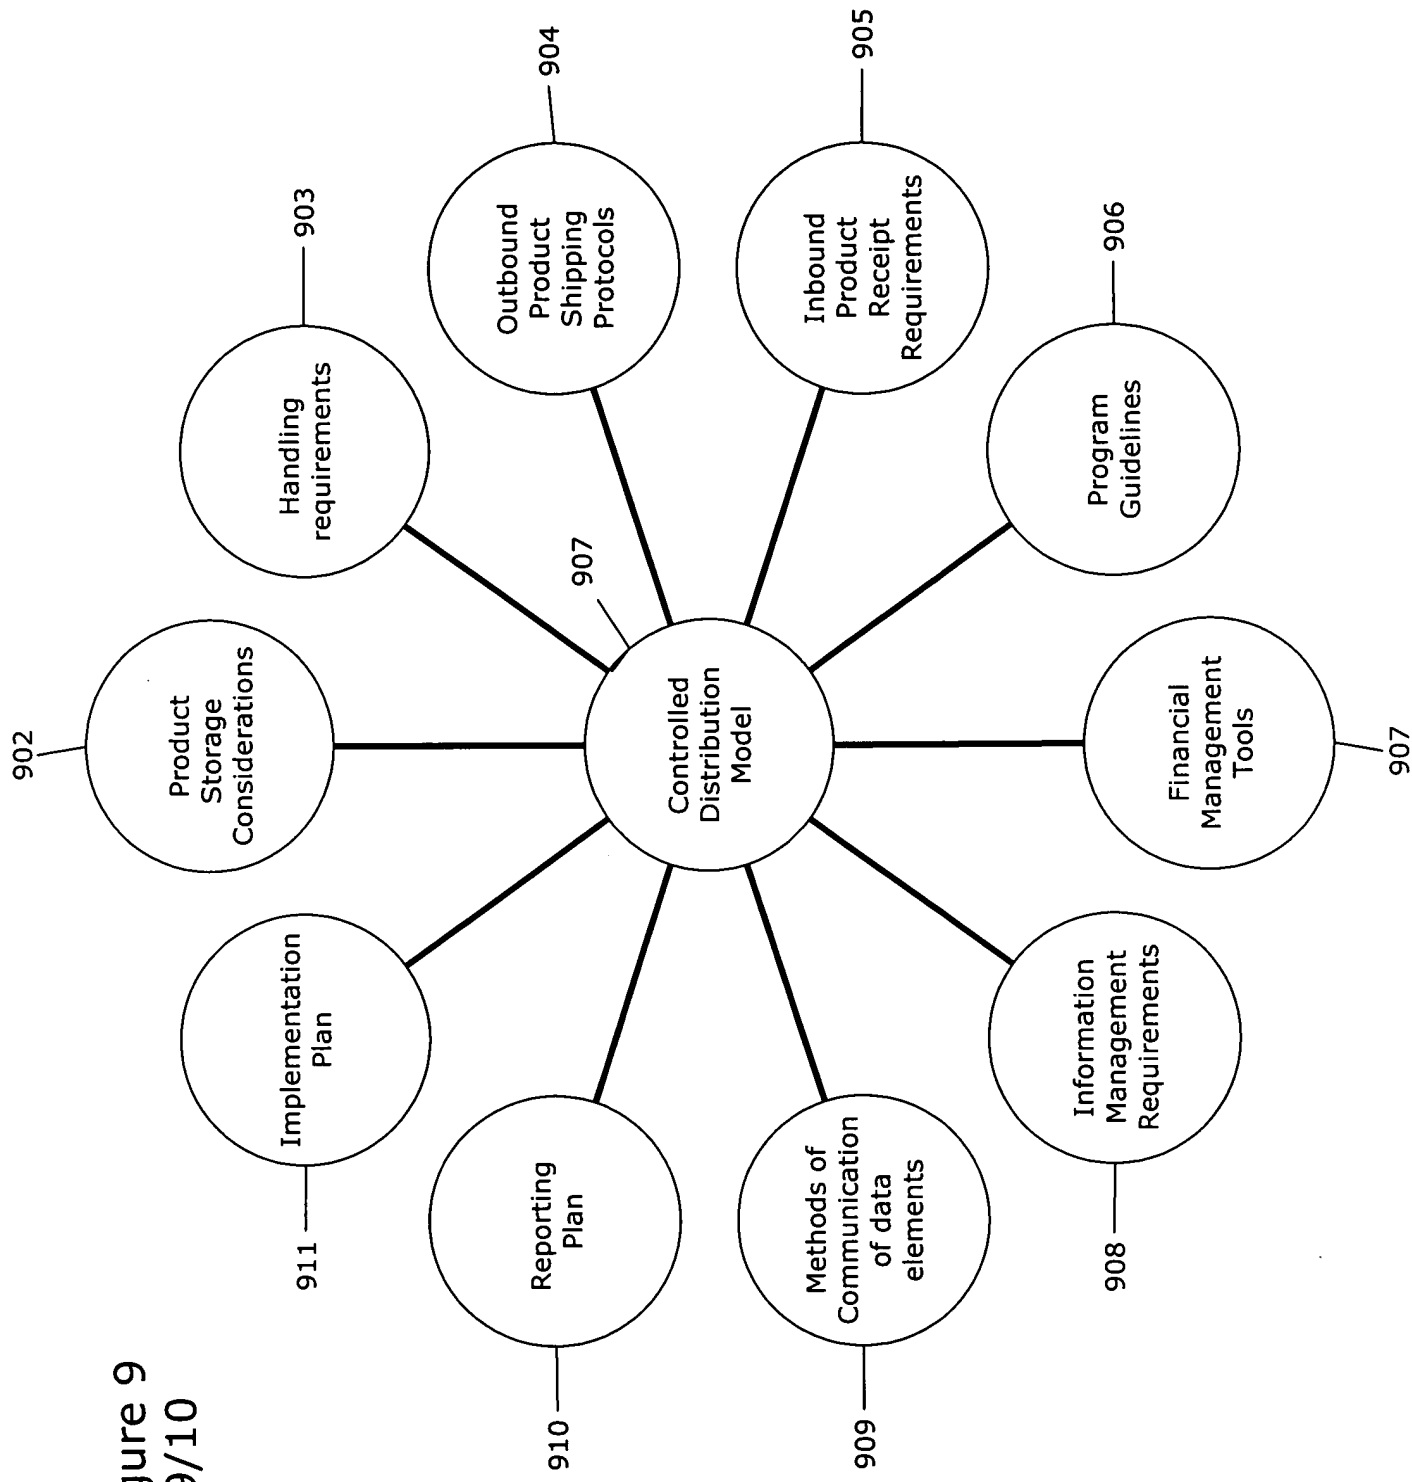 gure 9
9/10
902
Product
Storage
Considerations
903
Handling
requirements
904
Outbound
Product
Shipping
Protocols
905
Inbound
Product
Receipt
Requirements
906
Program
Guidelines
907
Financial
Management
Tools
908
Information
Management
Requirements
909
Methods of
Communication
of data
elements
910
Reporting
Plan
911
Implementation
Plan
907
Controlled
Distribution
Model